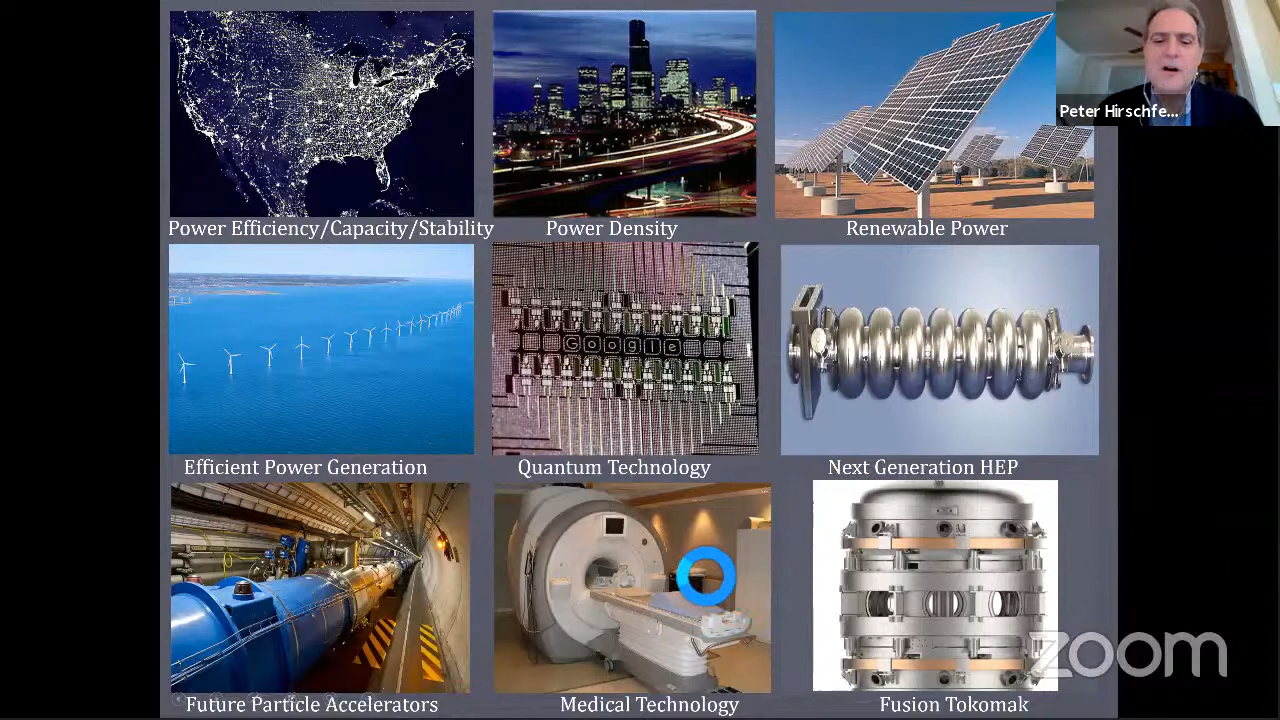 Peter Hirschfe...
Power Efficiency/Capacity/Stability
Power Density
Renewable Power
Google
Efficient Power Generation
Quantum Technology
Next Generation HEP
zoom
Future Particle Accelerators
Medical Technology
Fusion Tokomak